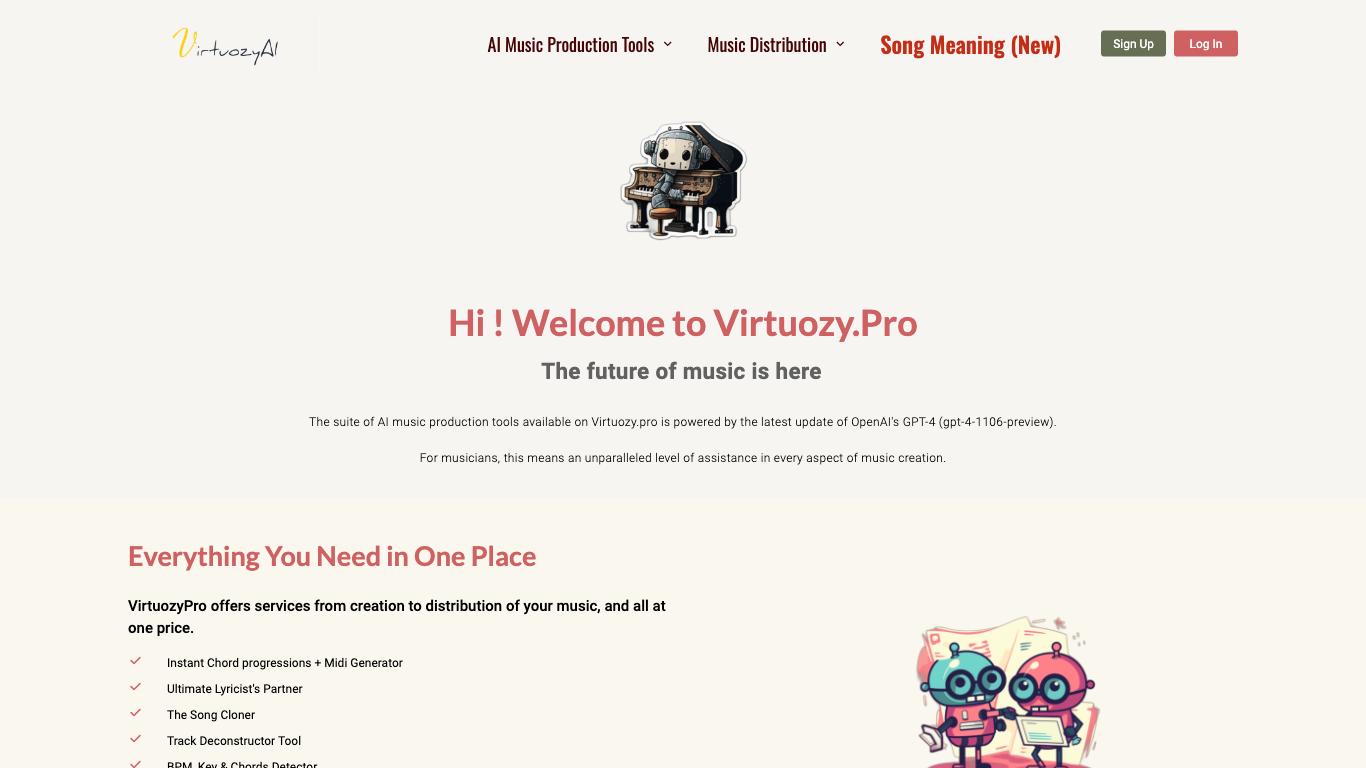 VirtuozyAI
AI Music Production Tools
Music Distribution
Song Meaning (New)
Sign Up
Log In
Hi ! Welcome to Virtuozy.Pro
The future of music is here
The suite of AI music production tools available on Virtuozy.pro is powered by the latest update of OpenAI's GPT-4 (gpt-4-1106-preview).
For musicians, this means an unparalleled level of assistance in every aspect of music creation.
Everything You Need in One Place
VirtuozyPro offers services from creation to distribution of your music, and all at
one price.
Instant Chord progressions + Midi Generator
Ultimate Lyricist's Partner
The Song Cloner
Track Deconstructor Tool
BPM, Key & Chords Detector